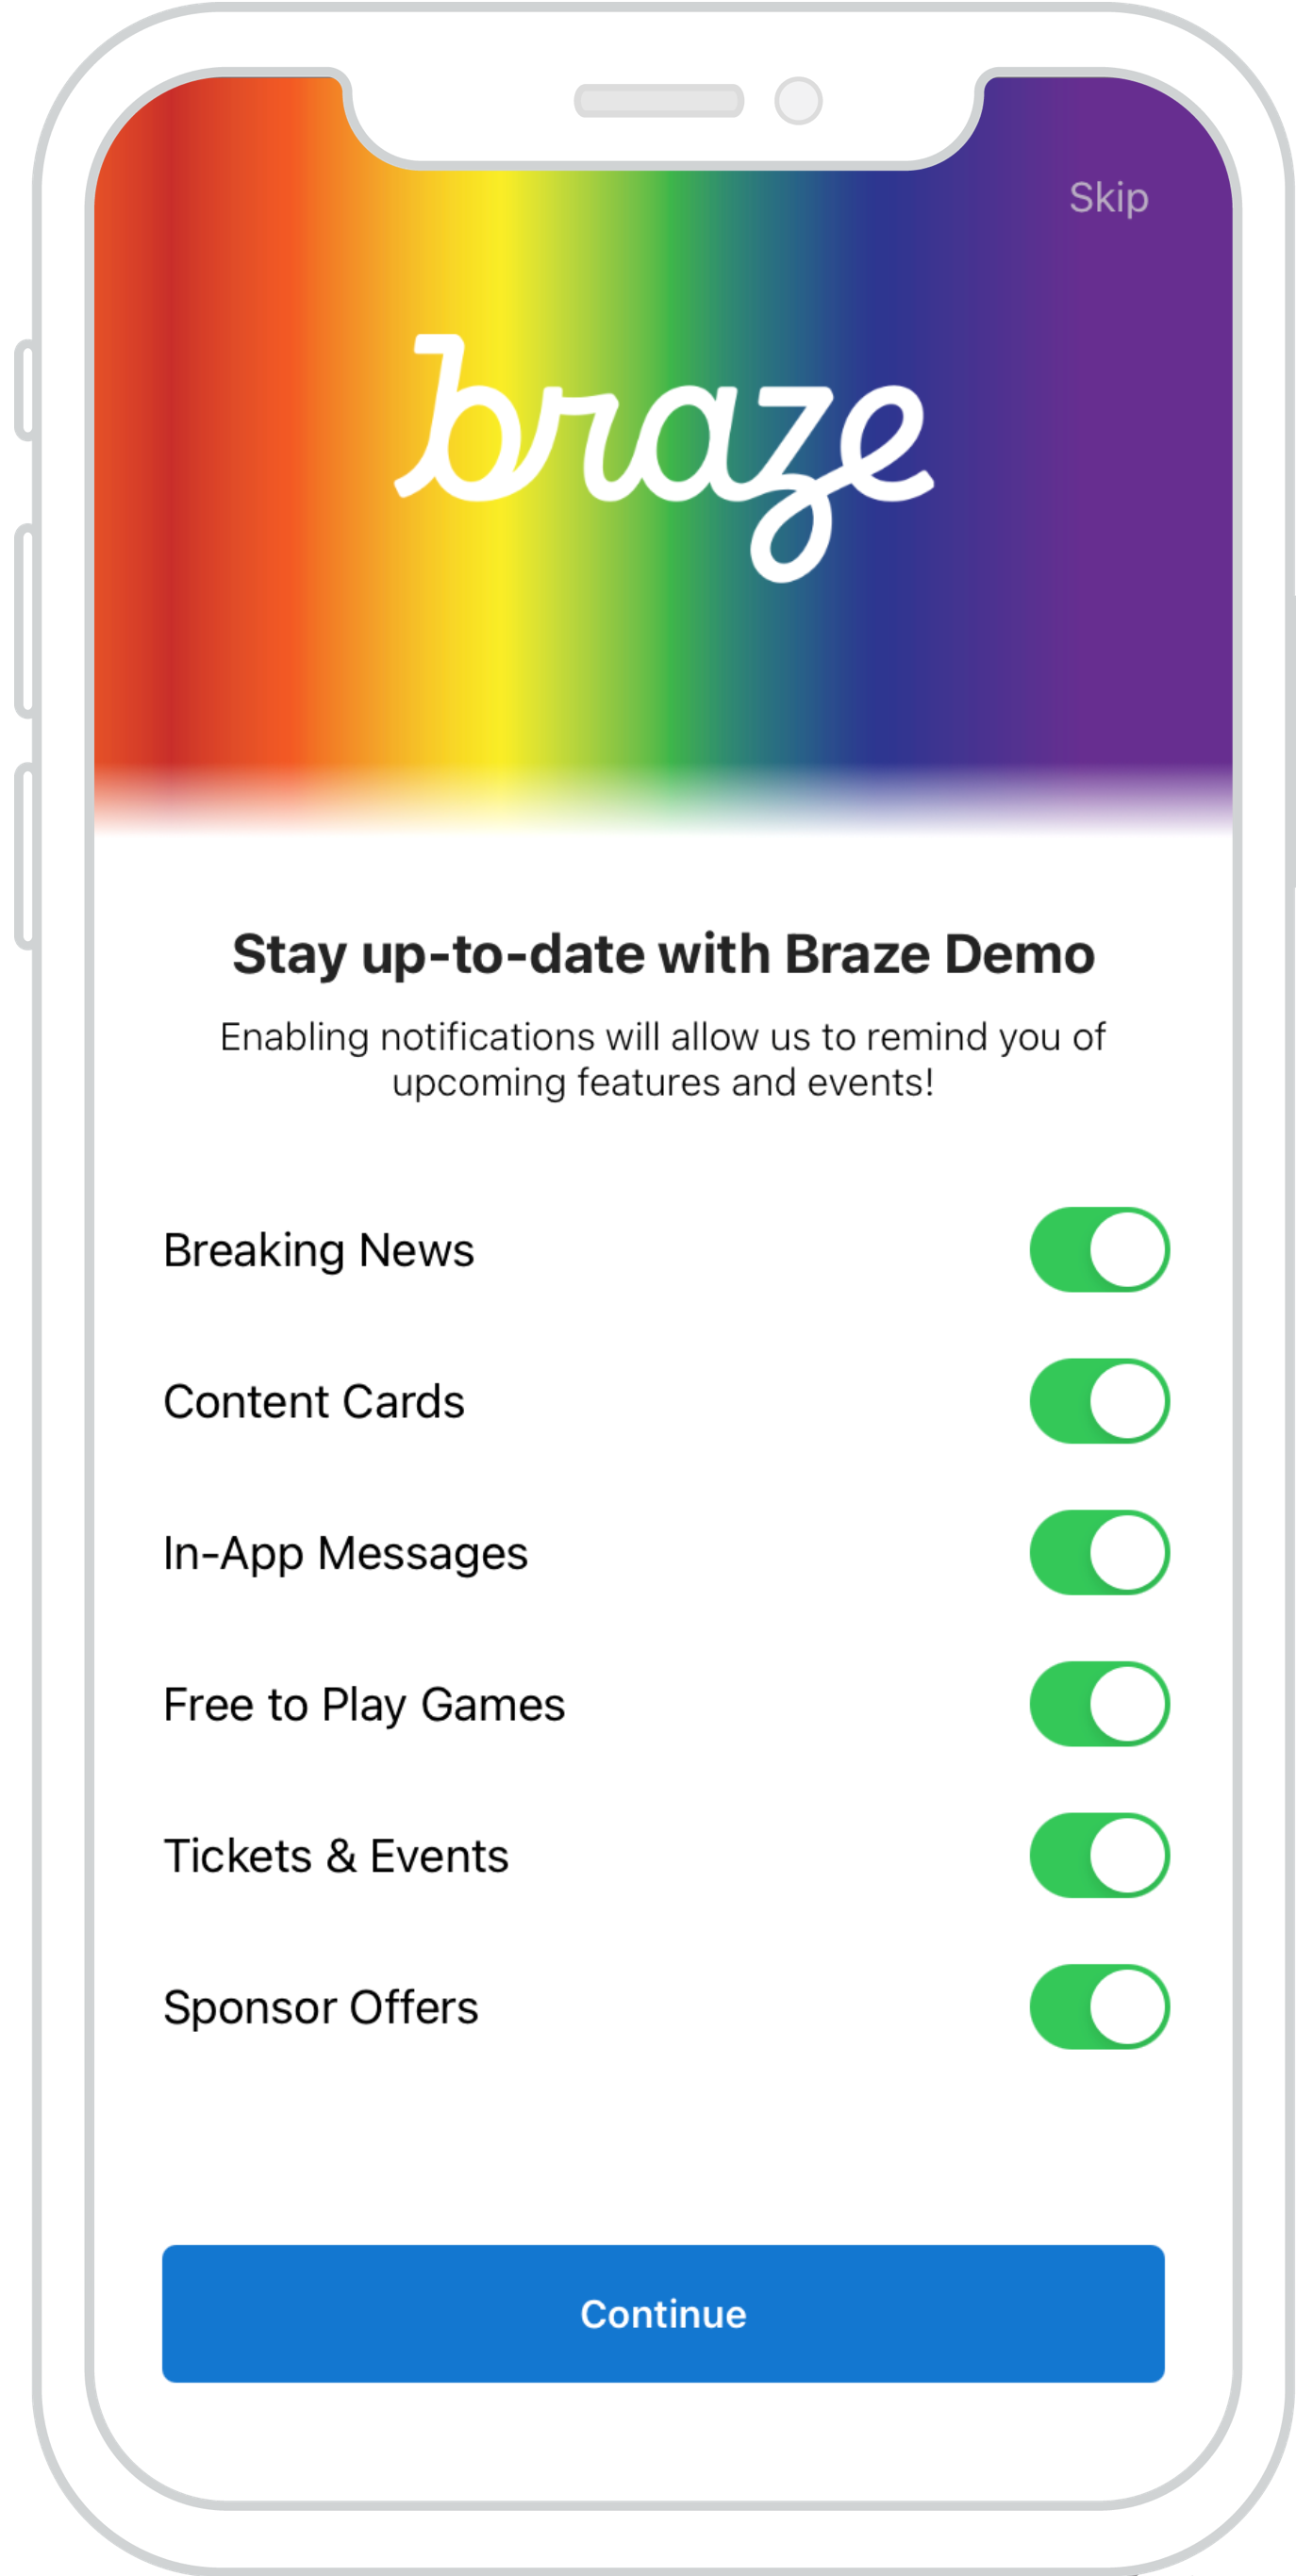 Skip
braze
Stay up-to-date with Braze Demo
Enabling notifications will allow us to remind you of
upcoming features and events!
Breaking News
Content Cards
In-App Messages
Free to Play Games
Tickets & Events
Sponsor Offers
Continue